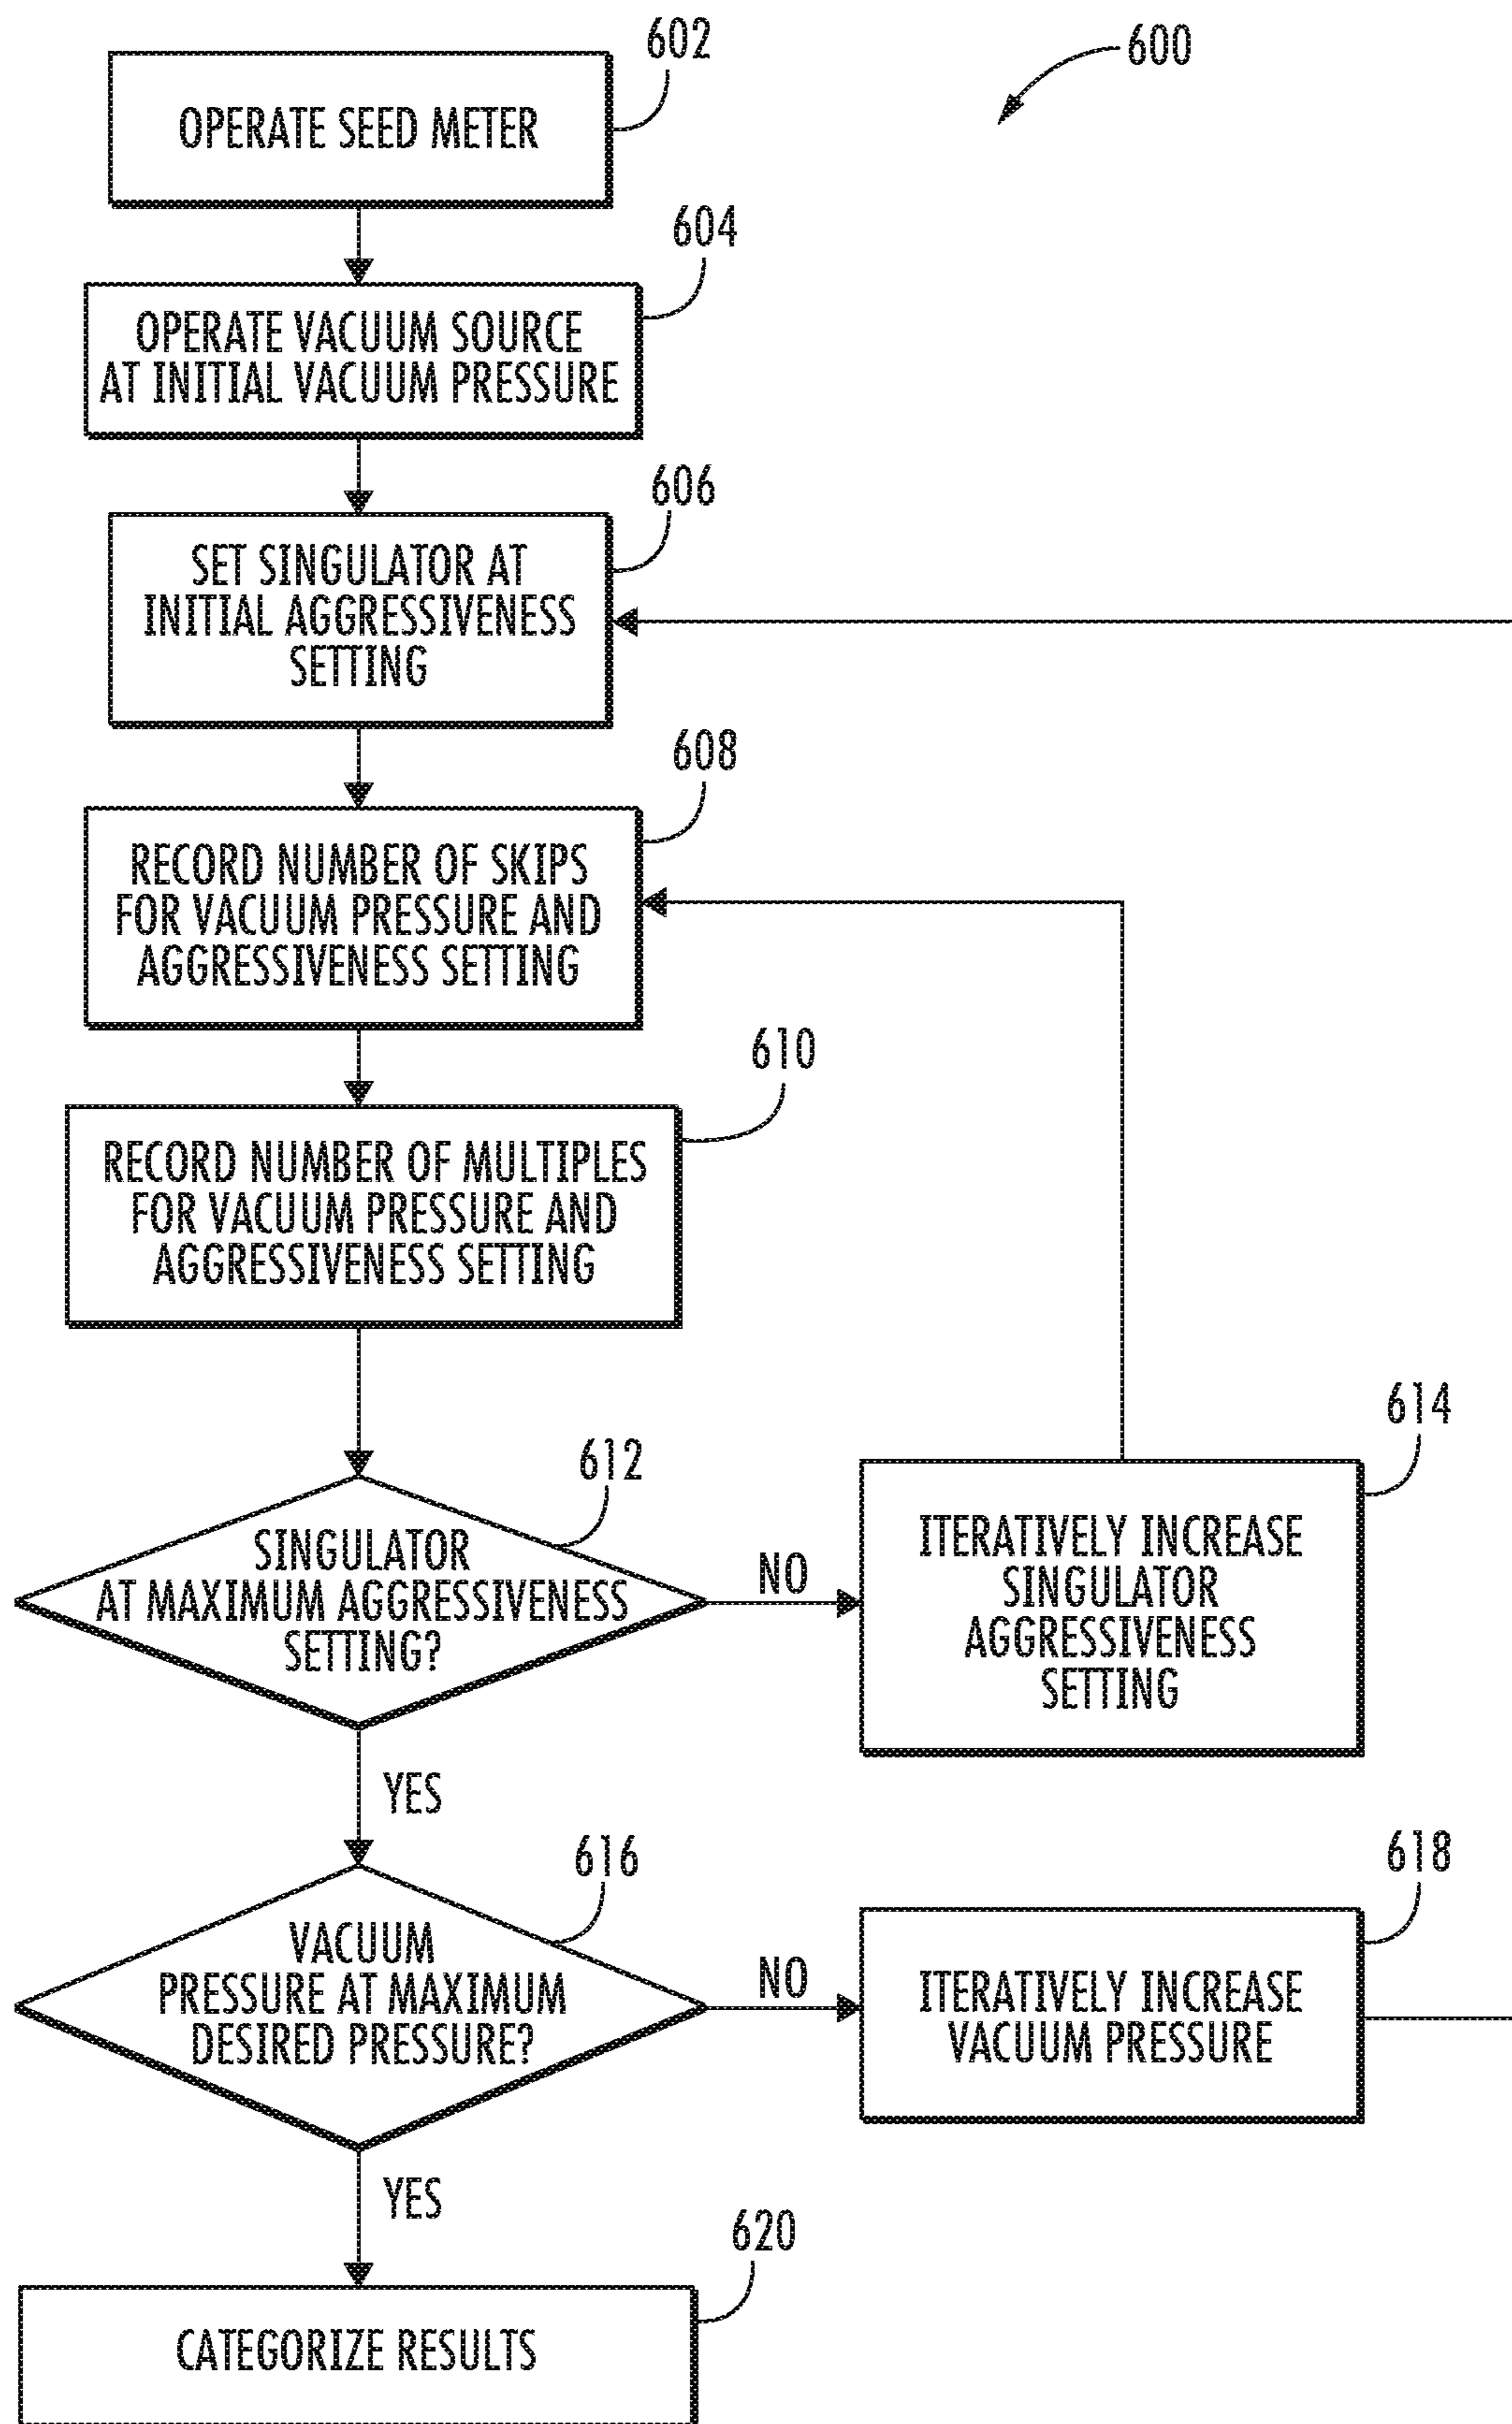 602
600
OPERATE SEED METER
604
OPERATE VACUUM SOURCE
AT INITIAL VACUUM PRESSURE
606
SET SINGULATOR AT
INITIAL AGGRESSIVENESS
SETTING
608
RECORD NUMBER OF SKIPS
FOR VACUUM PRESSURE AND
AGGRESSIVENESS SETTING
610
RECORD NUMBER OF MULTIPLES
FOR VACUUM PRESSURE AND
AGGRESSIVENESS SETTING
612
SINGULATOR
AT MAXIMUM AGGRESSIVENESS
SETTING?
NO
614
ITERATIVELY INCREASE
SINGULATOR
AGGRESSIVENESS
SETTING
YES
616
VACUUM
PRESSURE AT MAXIMUM
DESIRED PRESSURE?
NO
618
ITERATIVELY INCREASE
VACUUM PRESSURE
YES
620
CATEGORIZE RESULTS